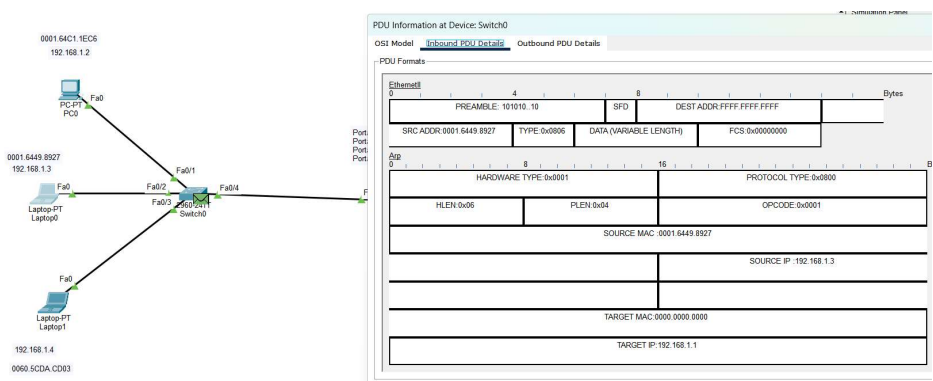 0001.64C1.1EC6
192.168.1.2
PC-PT
PC0
Fa0
0001.6449.8927
192.168.1.3
Fa0
Laptop-PT
Laptop0
Fa0/1
Fa0/2
Fa0/4
Fa0/3
Switch0
Fa0
Laptop-PT
Laptop1
192.168.1.4
0060.5CDA.CD03
Port
Port
Port
Port
F
PDU Information at Device: Switch0
OSI Model Inbound PDU Details Outbound PDU Details
PDU Formats
EthernetII
0 4 8 Bytes
PREAMBLE: 101010..10 SFD DEST ADDR:FFFF.FFFF.FFFF
SRC ADDR:0001.6449.8927 TYPE:0x0806 DATA (VARIABLE LENGTH) FCS:0x00000000
Arp
0 8 16 B
HARDWARE TYPE:0x0001 PROTOCOL TYPE:0x0800
HLEN:0x06 PLEN:0x04 OPCODE:0x0001
SOURCE MAC :0001.6449.8927
SOURCE IP :192.168.1.3
TARGET MAC:0000.0000.0000
TARGET IP:192.168.1.1